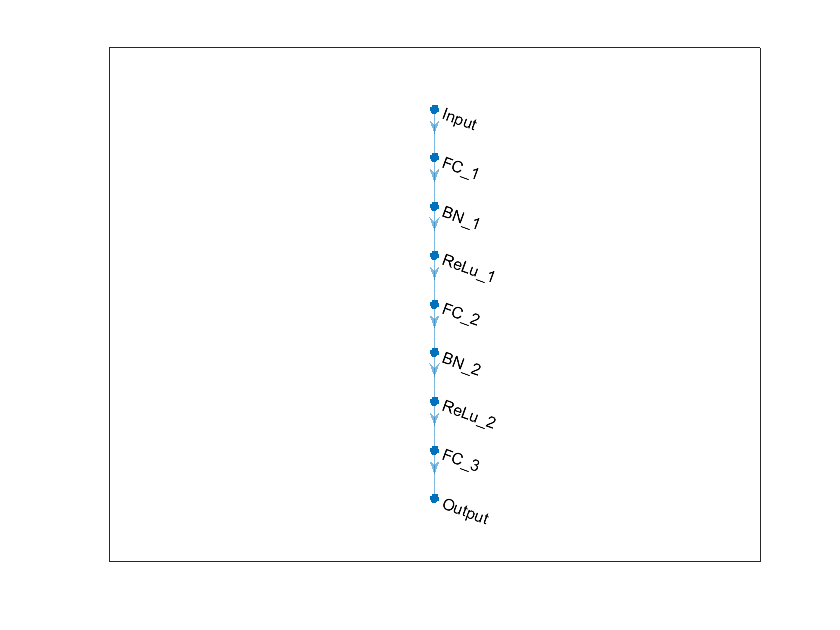 Input
FC_1
BN_1
ReLu_1
FC_2
BN_2
ReLu_2
FC_3
Output